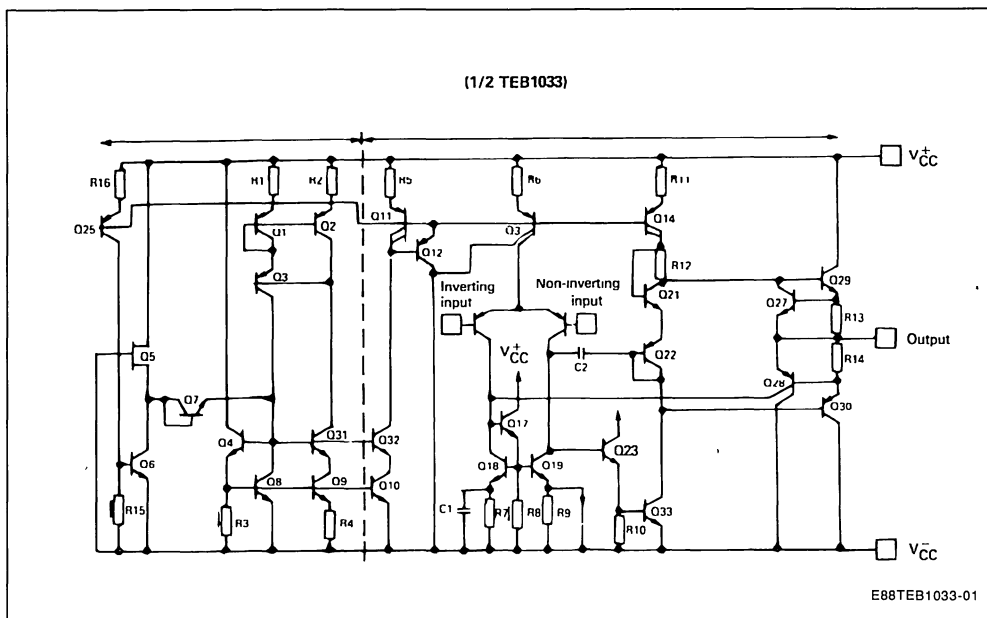 (1/2 TEB1033)
V+CC
R16
R1
R2
R5
R6
R11
Q25
Q1
Q2
Q11
Q12
Q3
Q14
R12
Q29
Q3
Inverting input
Non-inverting input
Q21
Q27
R13
Output
Q5
V+CC
C2
Q22
R14
Q7
Q28
Q30
Q4
Q31
Q32
Q17
Q23
Q6
Q8
Q9
Q10
Q18
Q19
R15
R3
R4
C1
R7
R8
R9
R10
Q33
V-CC
E88TEB1033-01